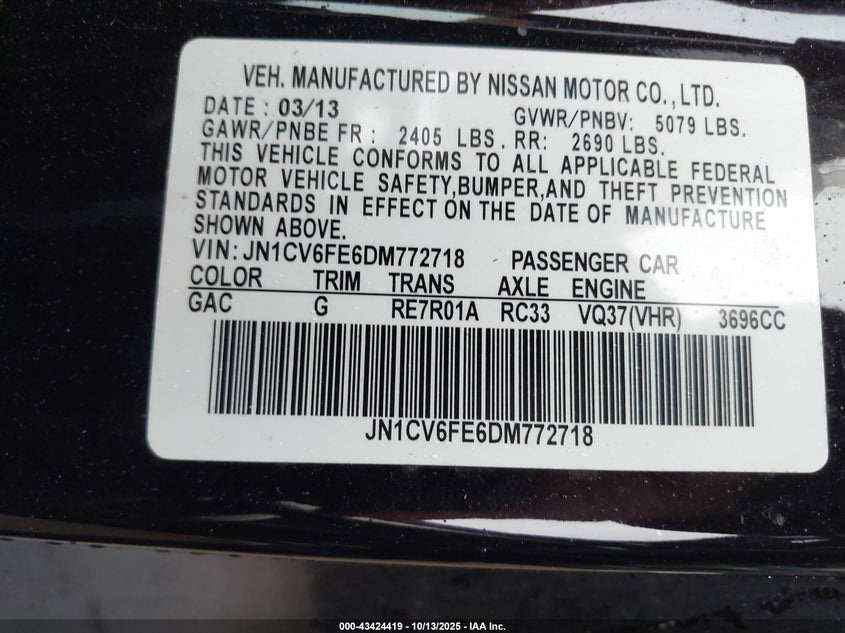 VEH. MANUFACTURED BY NISSAN MOTOR CO., LTD.
DATE : 03/13 GVWR/PNBV: 5079 LBS.
GAWR/PNBE FR : 2405 LBS. RR: 2690 LBS.
THIS VEHICLE CONFORMS TO ALL APPLICABLE FEDERAL
MOTOR VEHICLE SAFETY,BUMPER,AND THEFT PREVENTION
STANDARDS IN EFFECT ON THE DATE OF MANUFACTURE
SHOWN ABOVE.
VIN: JN1CV6FE6DM772718 PASSENGER CAR
COLOR TRIM TRANS AXLE ENGINE
GAC G RE7R01A RC33 VQ37(VHR) 3696CC
JN1CV6FE6DM772718
000-43424419 - 10/13/2025 - IAA Inc.